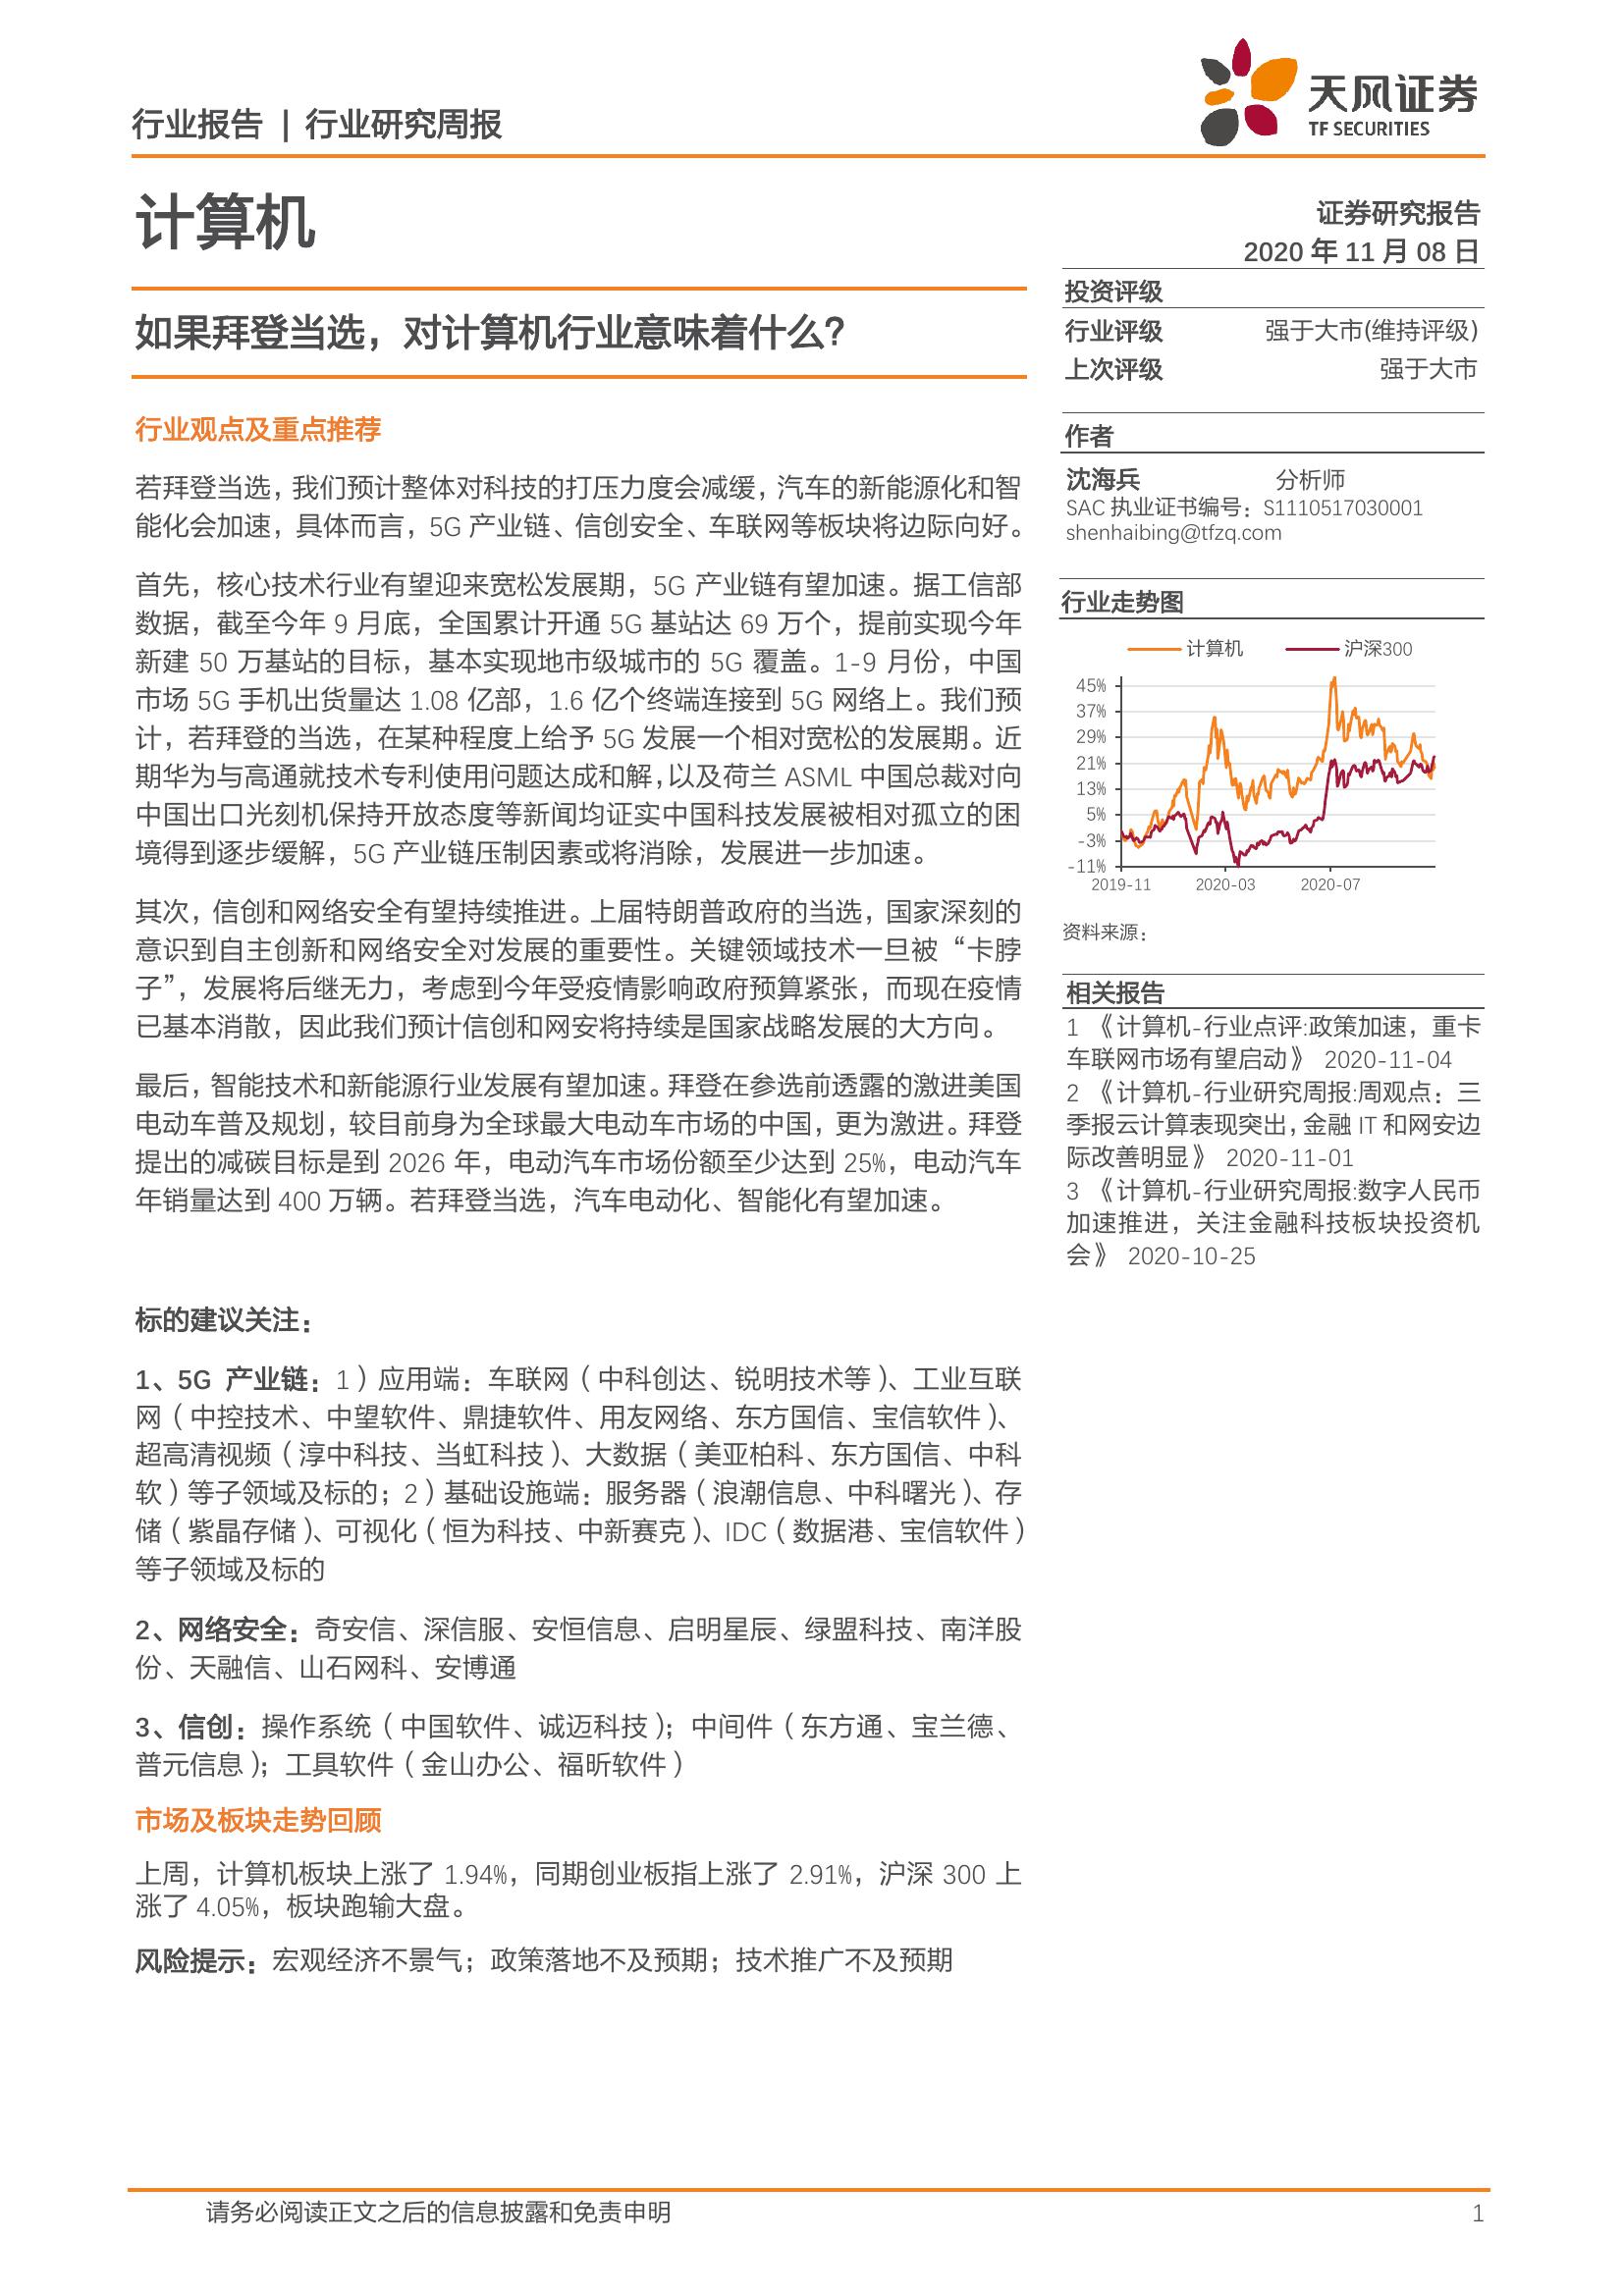 行业报告 | 行业研究周报
天风证券
TF SECURITIES
计算机
证券研究报告
2020 年 11 月 08 日
如果拜登当选，对计算机行业意味着什么?
行业观点及重点推荐
若拜登当选，我们预计整体对科技的打压力度会减缓，汽车的新能源化和智
能化会加速，具体而言，5G 产业链、信创安全、车联网等板块将边际向好。
首先，核心技术行业有望迎来宽松发展期，5G 产业链有望加速。据工信部
数据，截至今年 9 月底，全国累计开通 5G 基站达 69 万个，提前实现今年
新建 50 万基站的目标，基本实现地市级城市的 5G 覆盖。1-9 月份，中国
市场 5G 手机出货量达 1.08 亿部，1.6 亿个终端连接到 5G 网络上。我们预
计，若拜登的当选，在某种程度上给予 5G 发展一个相对宽松的发展期。近
期华为与高通就技术专利使用问题达成和解，以及荷兰 ASML 中国总裁对向
中国出口光刻机保持开放态度等新闻均证实中国科技发展被相对孤立的困
境得到逐步缓解，5G 产业链压制因素或将消除，发展进一步加速。
其次，信创和网络安全有望持续推进。上届特朗普政府的当选，国家深刻的
意识到自主创新和网络安全对发展的重要性。关键领域技术一旦被“卡脖
子”，发展将后继无力，考虑到今年受疫情影响政府预算紧张，而现在疫情
已基本消散，因此我们预计信创和网安将持续是国家战略发展的大方向。
最后，智能技术和新能源行业发展有望加速。拜登在参选前透露的激进美国
电动车普及规划，较目前身为全球最大电动车市场的中国，更为激进。拜登
提出的减碳目标是到 2026 年，电动汽车市场份额至少达到 25%，电动汽车
年销量达到 400 万辆。若拜登当选，汽车电动化、智能化有望加速。
标的建议关注：
1、5G 产业链：1）应用端：车联网（中科创达、锐明技术等）、工业互联
网（中控技术、中望软件、鼎捷软件、用友网络、东方国信、宝信软件）、
超高清视频（淳中科技、当虹科技）、大数据（美亚柏科、东方国信、中科
软）等子领域及标的；2）基础设施端：服务器（浪潮信息、中科曙光）、存
储（紫晶存储）、可视化（恒为科技、中新赛克）、IDC（数据港、宝信软件）
等子领域及标的
2、网络安全：奇安信、深信服、安恒信息、启明星辰、绿盟科技、南洋股
份、天融信、山石网科、安博通
3、信创：操作系统（中国软件、诚迈科技）；中间件（东方通、宝兰德、
普元信息）；工具软件（金山办公、福昕软件）
市场及板块走势回顾
上周，计算机板块上涨了 1.94%，同期创业板指上涨了 2.91%，沪深 300 上
涨了 4.05%，板块跑输大盘。
风险提示：宏观经济不景气；政策落地不及预期；技术推广不及预期
投资评级
行业评级 强于大市(维持评级)
上次评级 强于大市
作者
沈海兵 分析师
SAC 执业证书编号：S1110517030001
shenhaibing@tfzq.com
行业走势图
计算机 沪深300
45%
37%
29%
21%
13%
5%
-3%
-11%
2019-11 2020-03 2020-07
资料来源：
相关报告
1 《计算机-行业点评:政策加速，重卡
车联网市场有望启动》 2020-11-04
2 《计算机-行业研究周报:周观点：三
季报云计算表现突出，金融 IT 和网安边
际改善明显》 2020-11-01
3 《计算机-行业研究周报:数字人民币
加速推进，关注金融科技板块投资机
会》 2020-10-25
请务必阅读正文之后的信息披露和免责申明 1